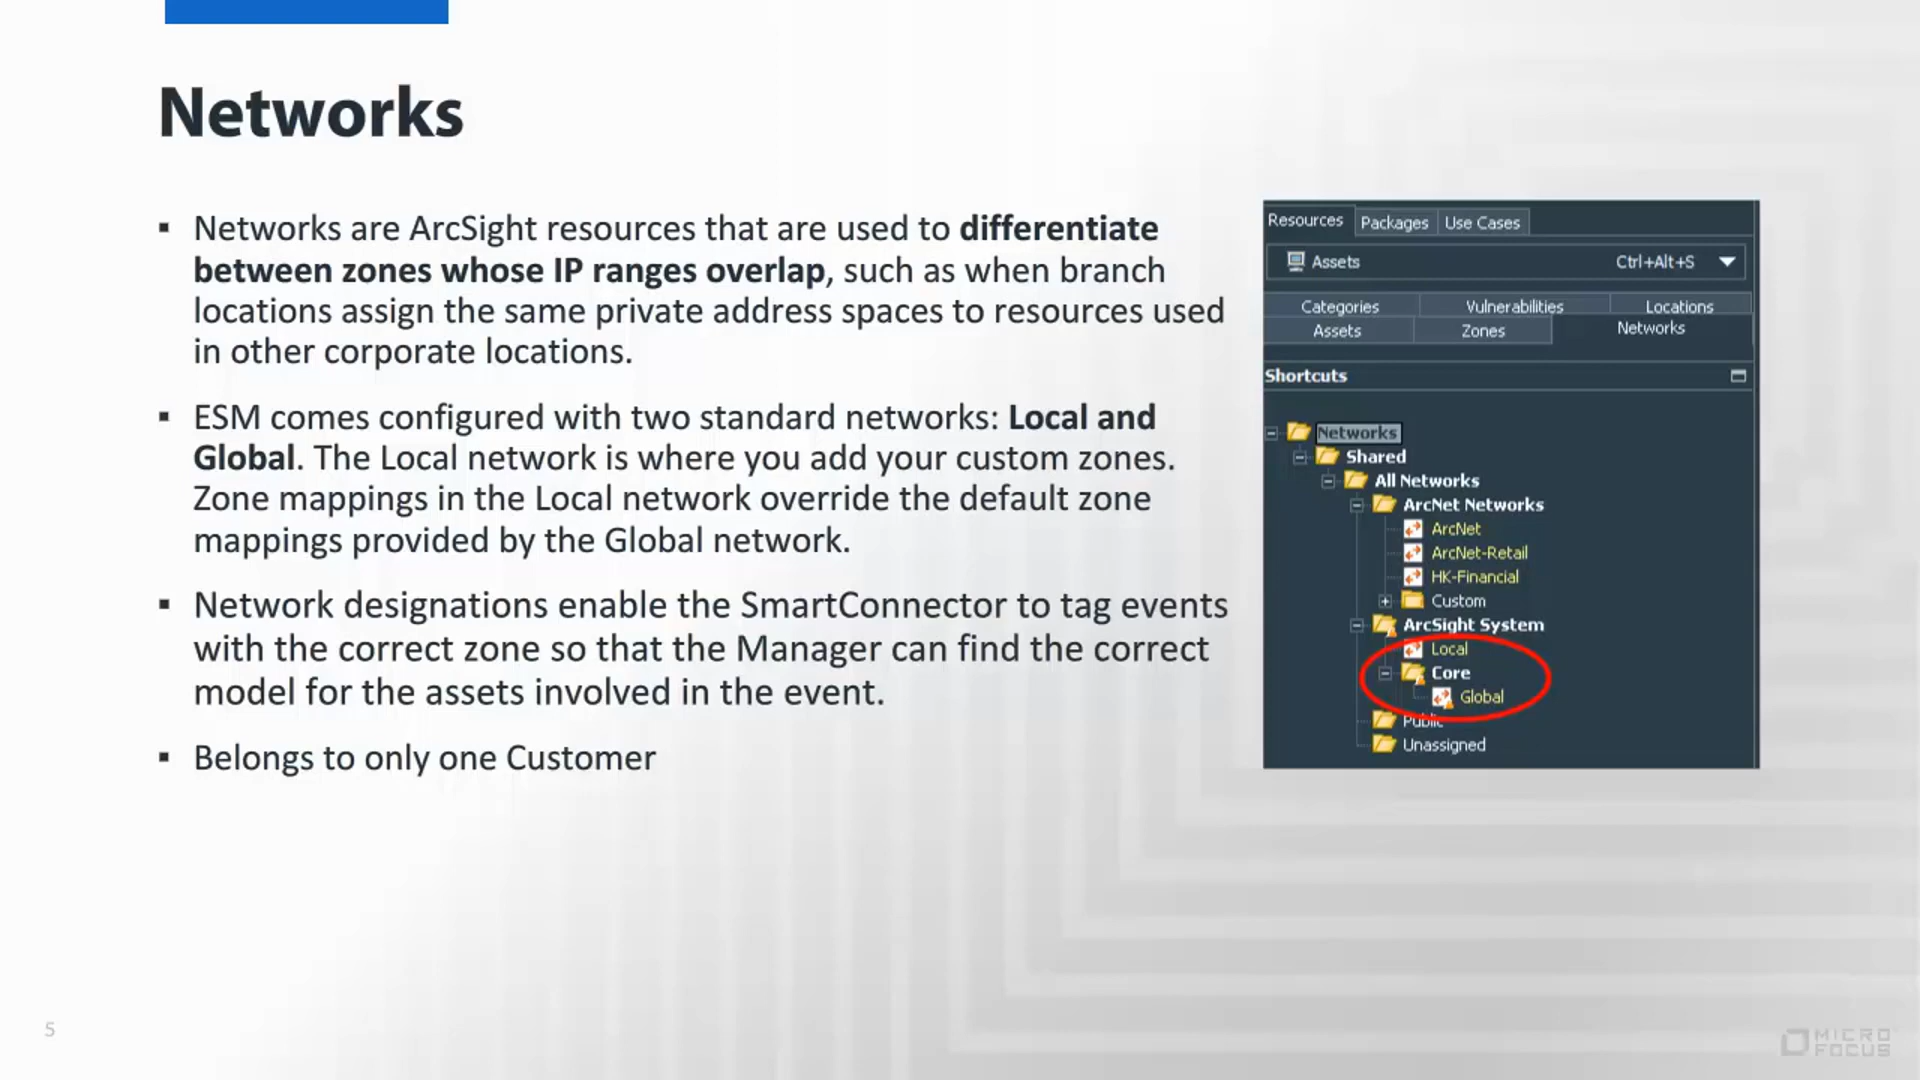 Networks
▪ Networks are ArcSight resources that are used to differentiate
between zones whose IP ranges overlap, such as when branch
locations assign the same private address spaces to resources used
in other corporate locations.
▪ ESM comes configured with two standard networks: Local and
Global. The Local network is where you add your custom zones.
Zone mappings in the Local network override the default zone
mappings provided by the Global network.
▪ Network designations enable the SmartConnector to tag events
with the correct zone so that the Manager can find the correct
model for the assets involved in the event.
▪ Belongs to only one Customer
Resources Packages Use Cases
Assets Ctrl+Alt+S
Categories Vulnerabilities Locations
Assets Zones Networks
Shortcuts
Networks
Shared
All Networks
ArcNet Networks
ArcNet
ArcNet-Retail
HK-Financial
Custom
ArcSight System
Local
Core
Global
Public
Unassigned
5
MICRO
FOCUS